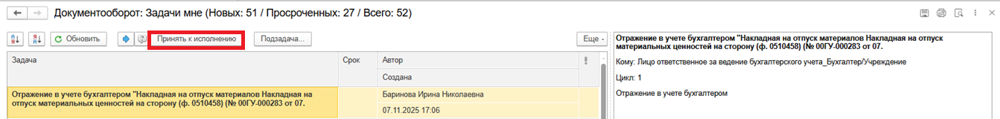 Документооборот: Задачи мне (Новых: 51 / Просроченных: 27 / Всего: 52)
Обновить
Принять к исполнению
Подзадача...
Еще
Задача
Срок
Автор
Создана
Отражение в учете бухгалтером "Накладная на отпуск материалов Накладная на
отпуск материальных ценностей на сторону (ф. 0510458) (№ 00ГУ-000283 от 07.
Баринова Ирина Николаевна
07.11.2025 17:06
Отражение в учете бухгалтером "Накладная на отпуск материалов Накладная на отпуск
материальных ценностей на сторону (ф. 0510458) (№ 00ГУ-000283 от 07.
Кому: Лицо ответственное за ведение бухгалтерского учета_Бухгалтер/Учреждение
Цикл: 1
Отражение в учете бухгалтером